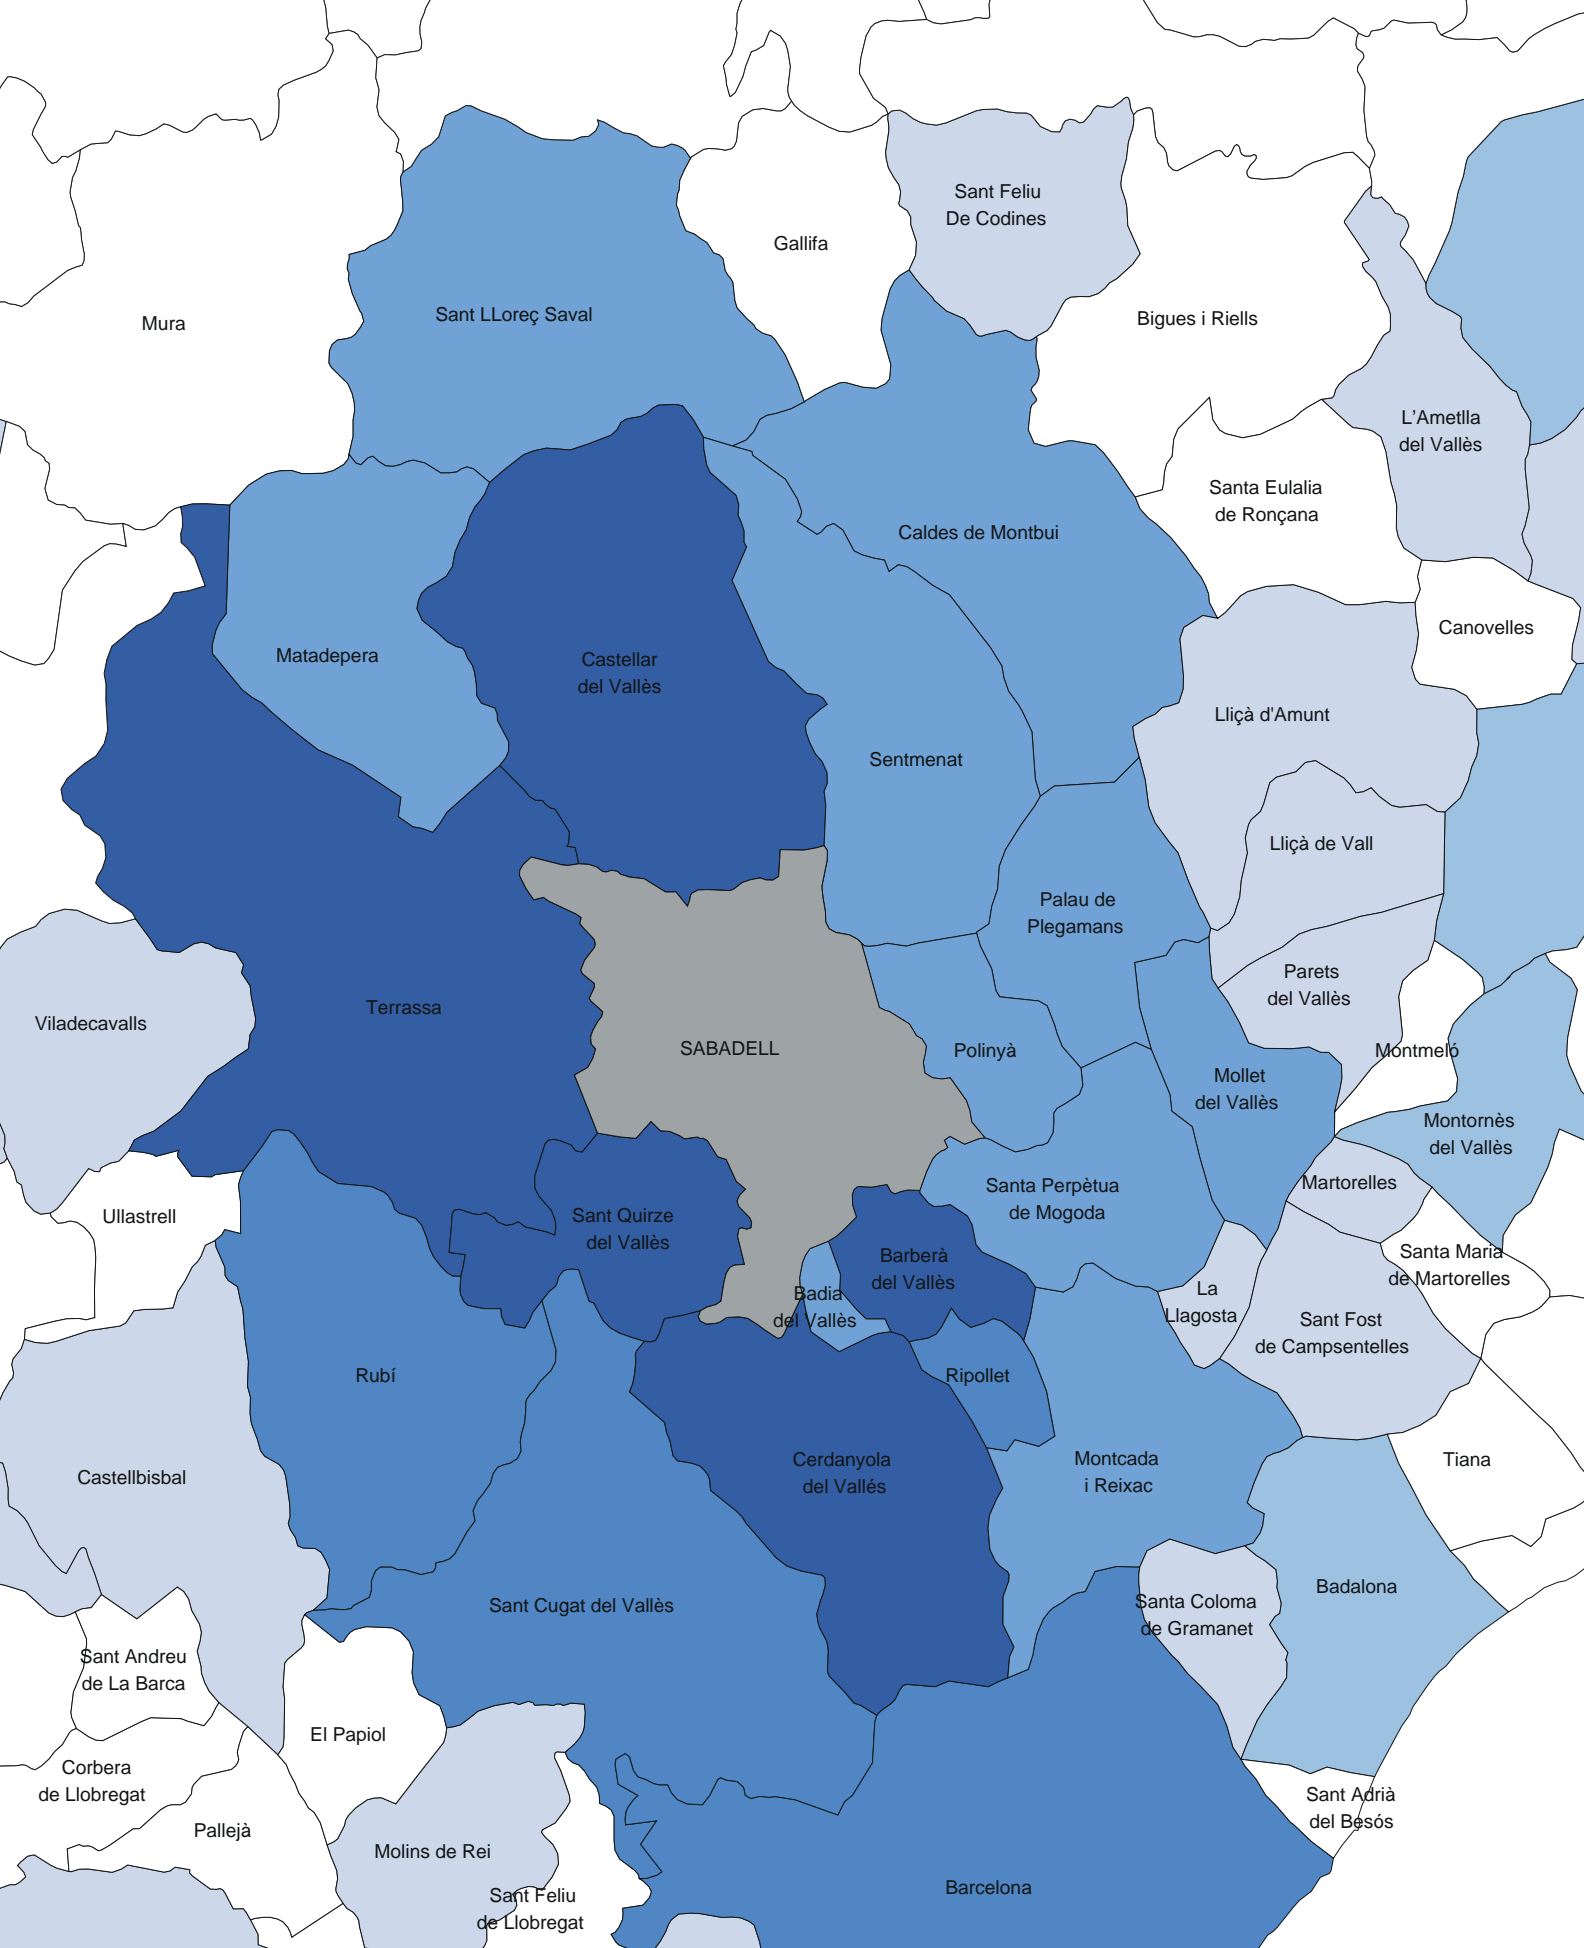 Sant Feliu
De Codines
Gallifa
Mura
Sant LLoreç Saval
Bigues i Riells
L'Ametlla
del Vallès
Santa Eulalia
de Ronçana
Caldes de Montbui
Canovelles
Matadepera
Castellar
del Vallès
Lliçà d'Amunt
Sentmenat
Lliçà de Vall
Palau de
Plegamans
Parets
del Vallès
Terrassa
Viladecavalls
SABADELL
Polinyà
Montmeló
Mollet
del Vallès
Montornès
del Vallès
Santa Perpètua
de Mogoda
Martorelles
Ullastrell
Sant Quirze
del Vallès
Barberà
del Vallès
Santa Maria
de Martorelles
Badia
del Vallès
La
Llagosta
Sant Fost
de Campsentelles
Rubí
Ripollet
Cerdanyola
del Vallés
Montcada
i Reixac
Tiana
Castellbisbal
Badalona
Sant Cugat del Vallès
Santa Coloma
de Gramanet
Sant Andreu
de La Barca
El Papiol
Corbera
de Llobregat
Sant Adrià
del Besós
Pallejà
Molins de Rei
Barcelona
Sant Feliu
de Llobregat